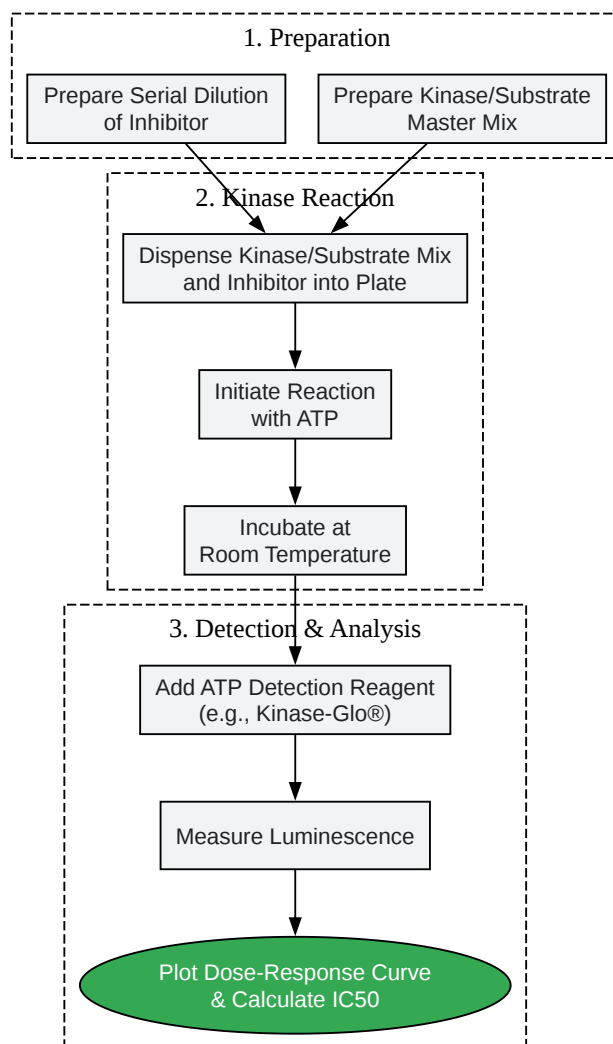 1. Preparation
Prepare Serial Dilution
of Inhibitor
Prepare Kinase/Substrate
Master Mix
2. Kinase Reaction
Dispense Kinase/Substrate Mix
and Inhibitor into Plate
Initiate Reaction
with ATP
Incubate at
Room Temperature
3. Detection & Analysis
Add ATP Detection Reagent
(e.g., Kinase-Glo®)
Measure Luminescence
Plot Dose-Response Curve
& Calculate IC50